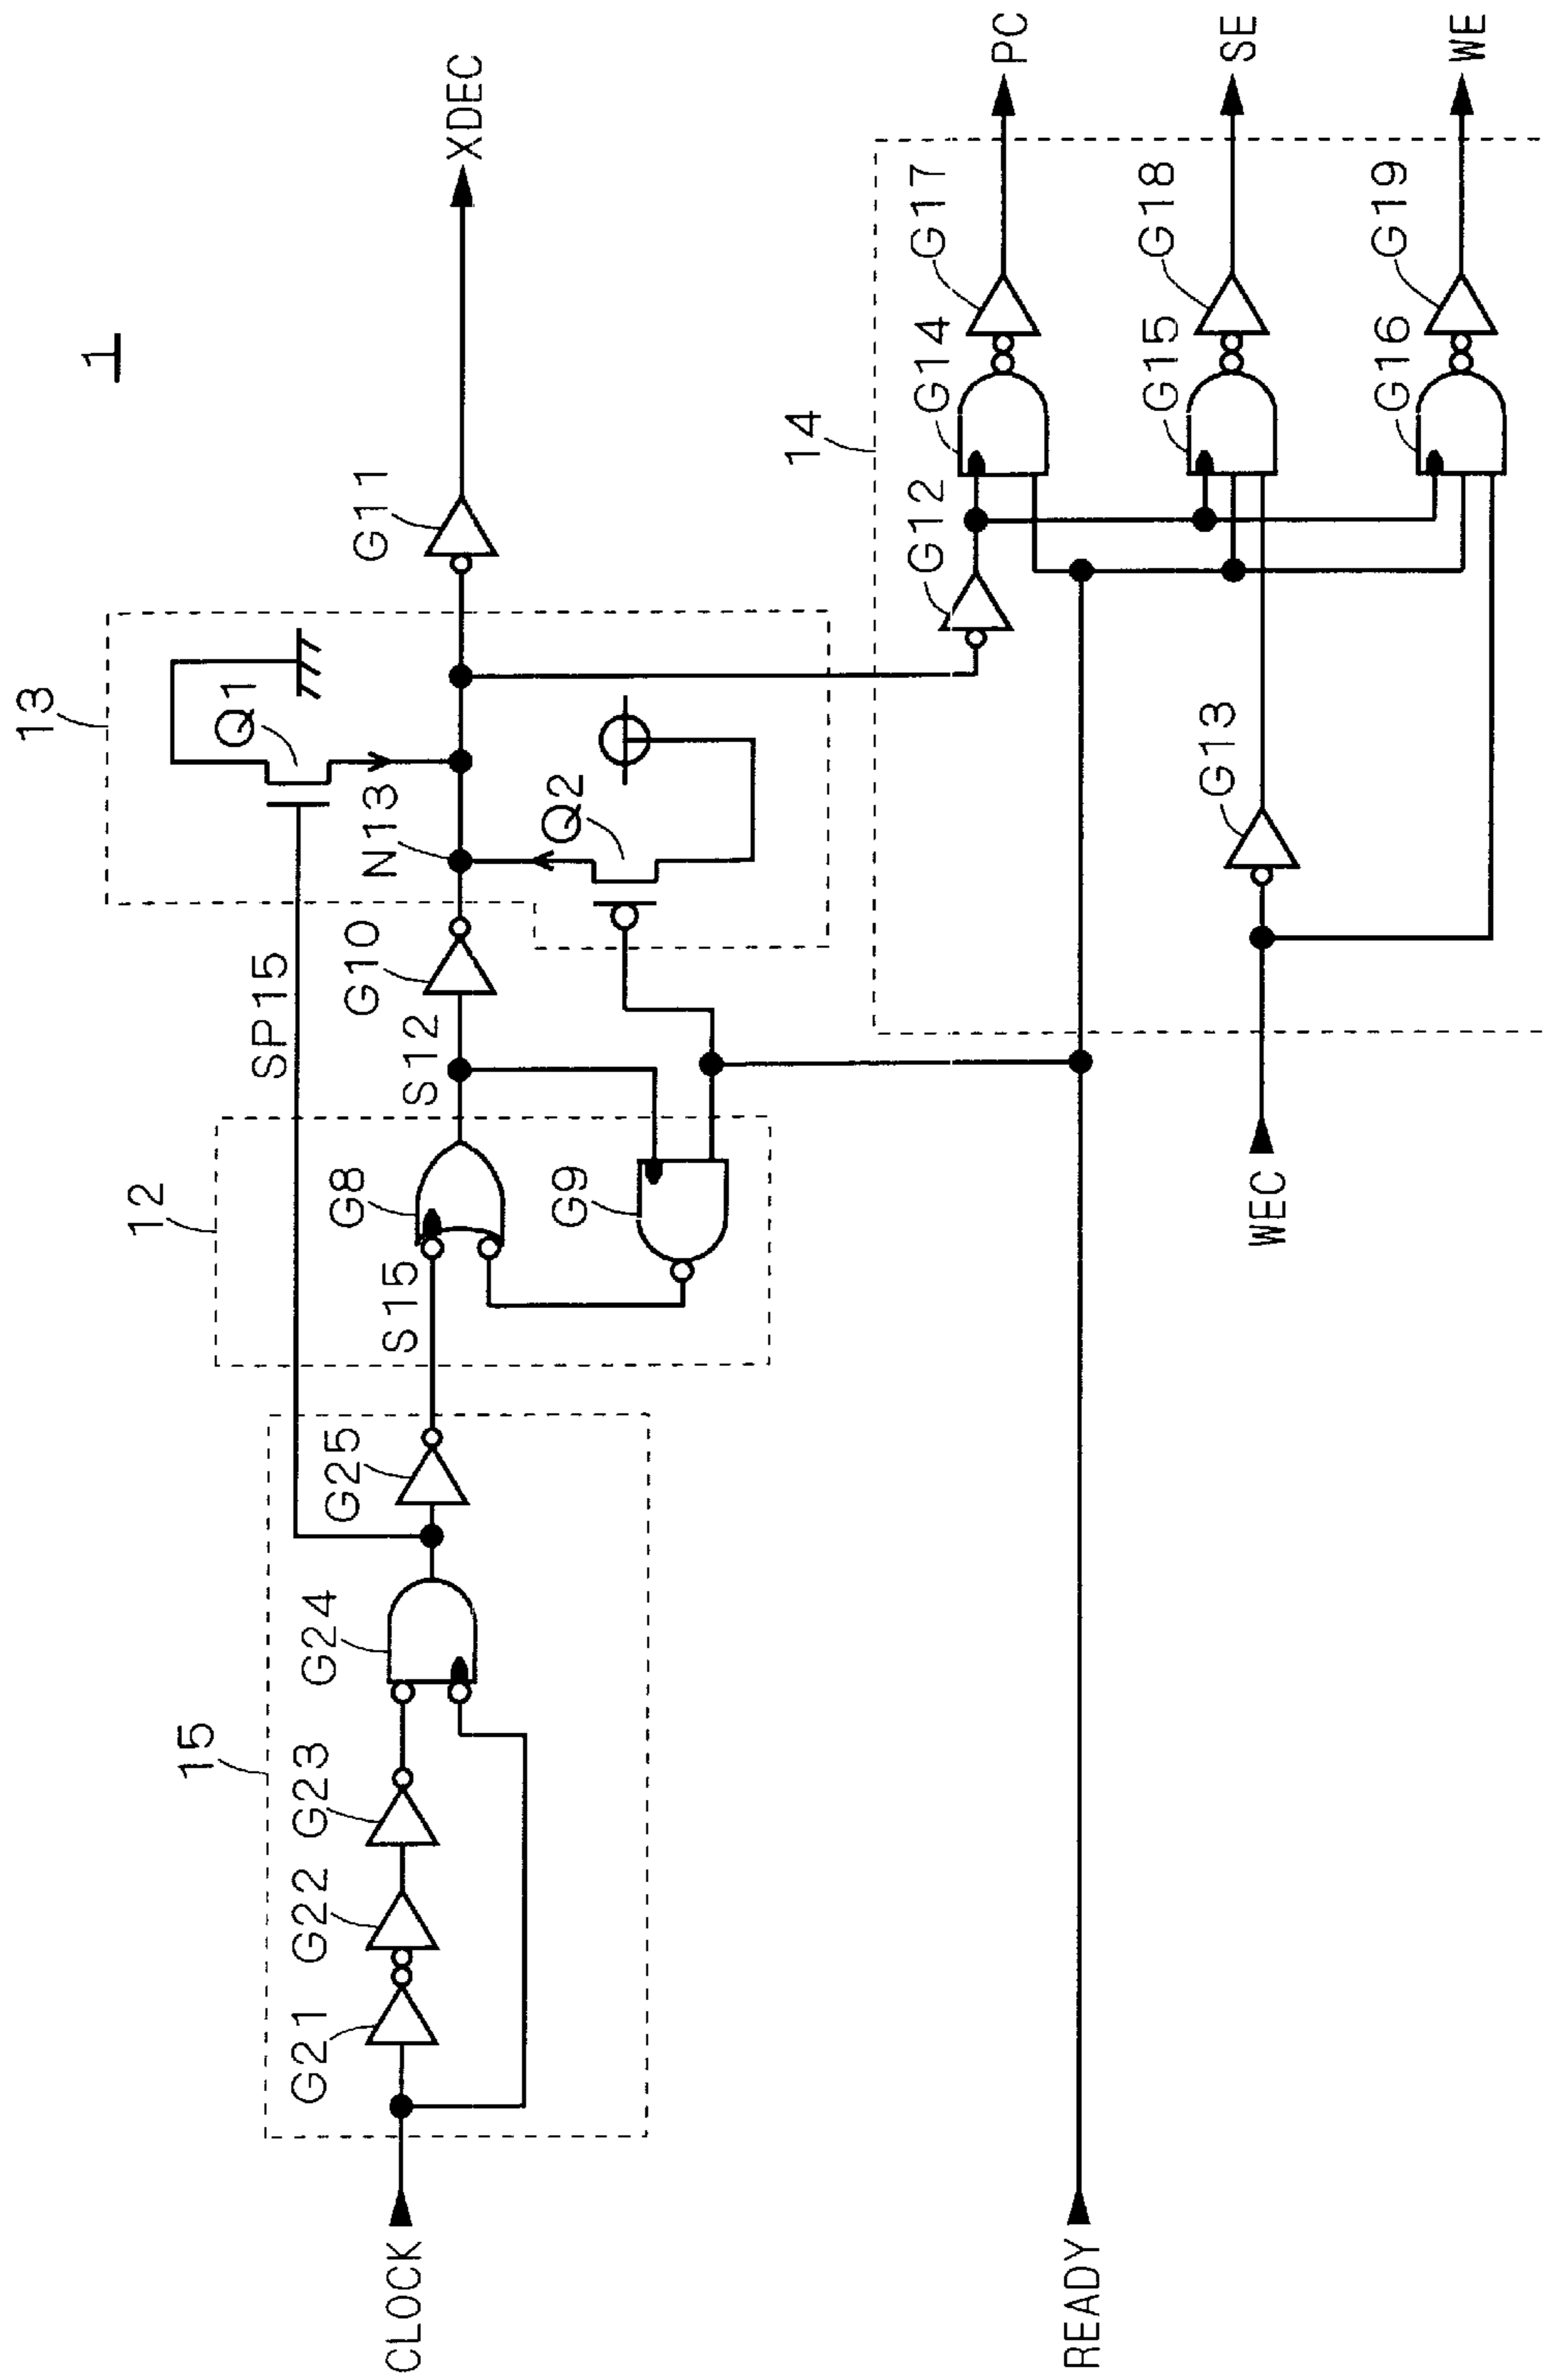 1
13
Q1
XDEC
SP15
G10
N13
G11
12
S12
Q2
G8
S15
G9
15
G25
G24
G23
G22
G21
CLOCK
14
G12
G14
G17
PC
G13
G15
G18
SE
G16
G19
WE
READY
WEC